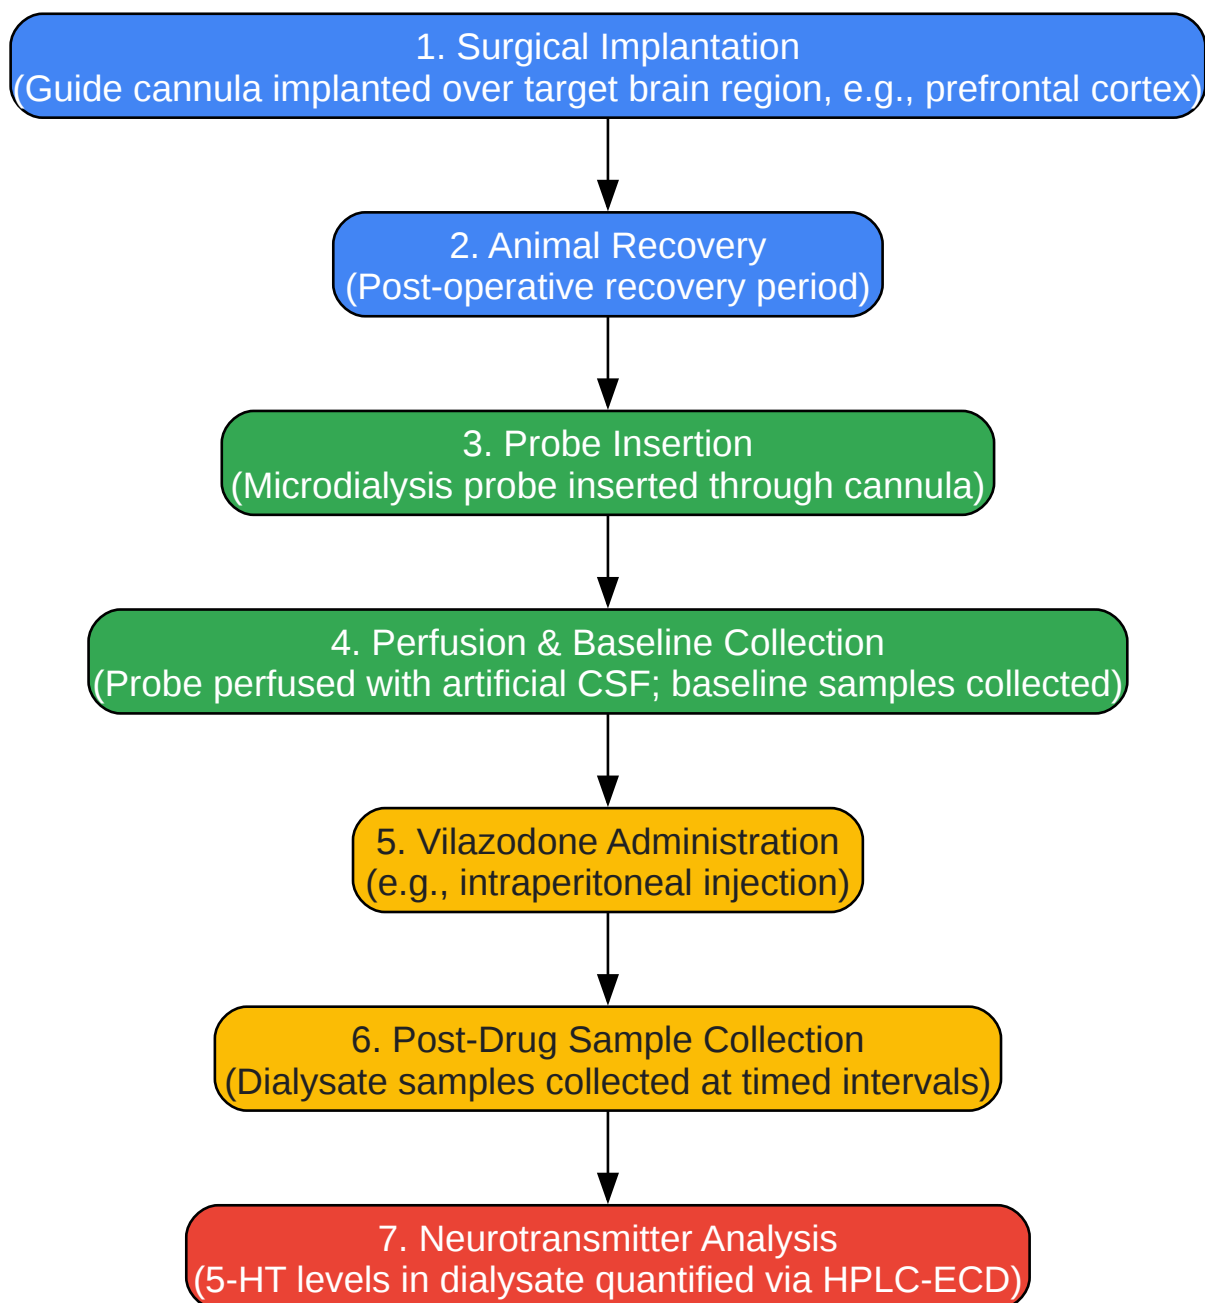 1. Surgical Implantation
(Guide cannula implanted over target brain region, e.g., prefrontal cortex)
2. Animal Recovery
(Post-operative recovery period)
3. Probe Insertion
(Microdialysis probe inserted through cannula)
4. Perfusion & Baseline Collection
(Probe perfused with artificial CSF; baseline samples collected)
5. Vilazodone Administration
(e.g., intraperitoneal injection)
6. Post-Drug Sample Collection
(Dialysate samples collected at timed intervals)
7. Neurotransmitter Analysis
(5-HT levels in dialysate quantified via HPLC-ECD)